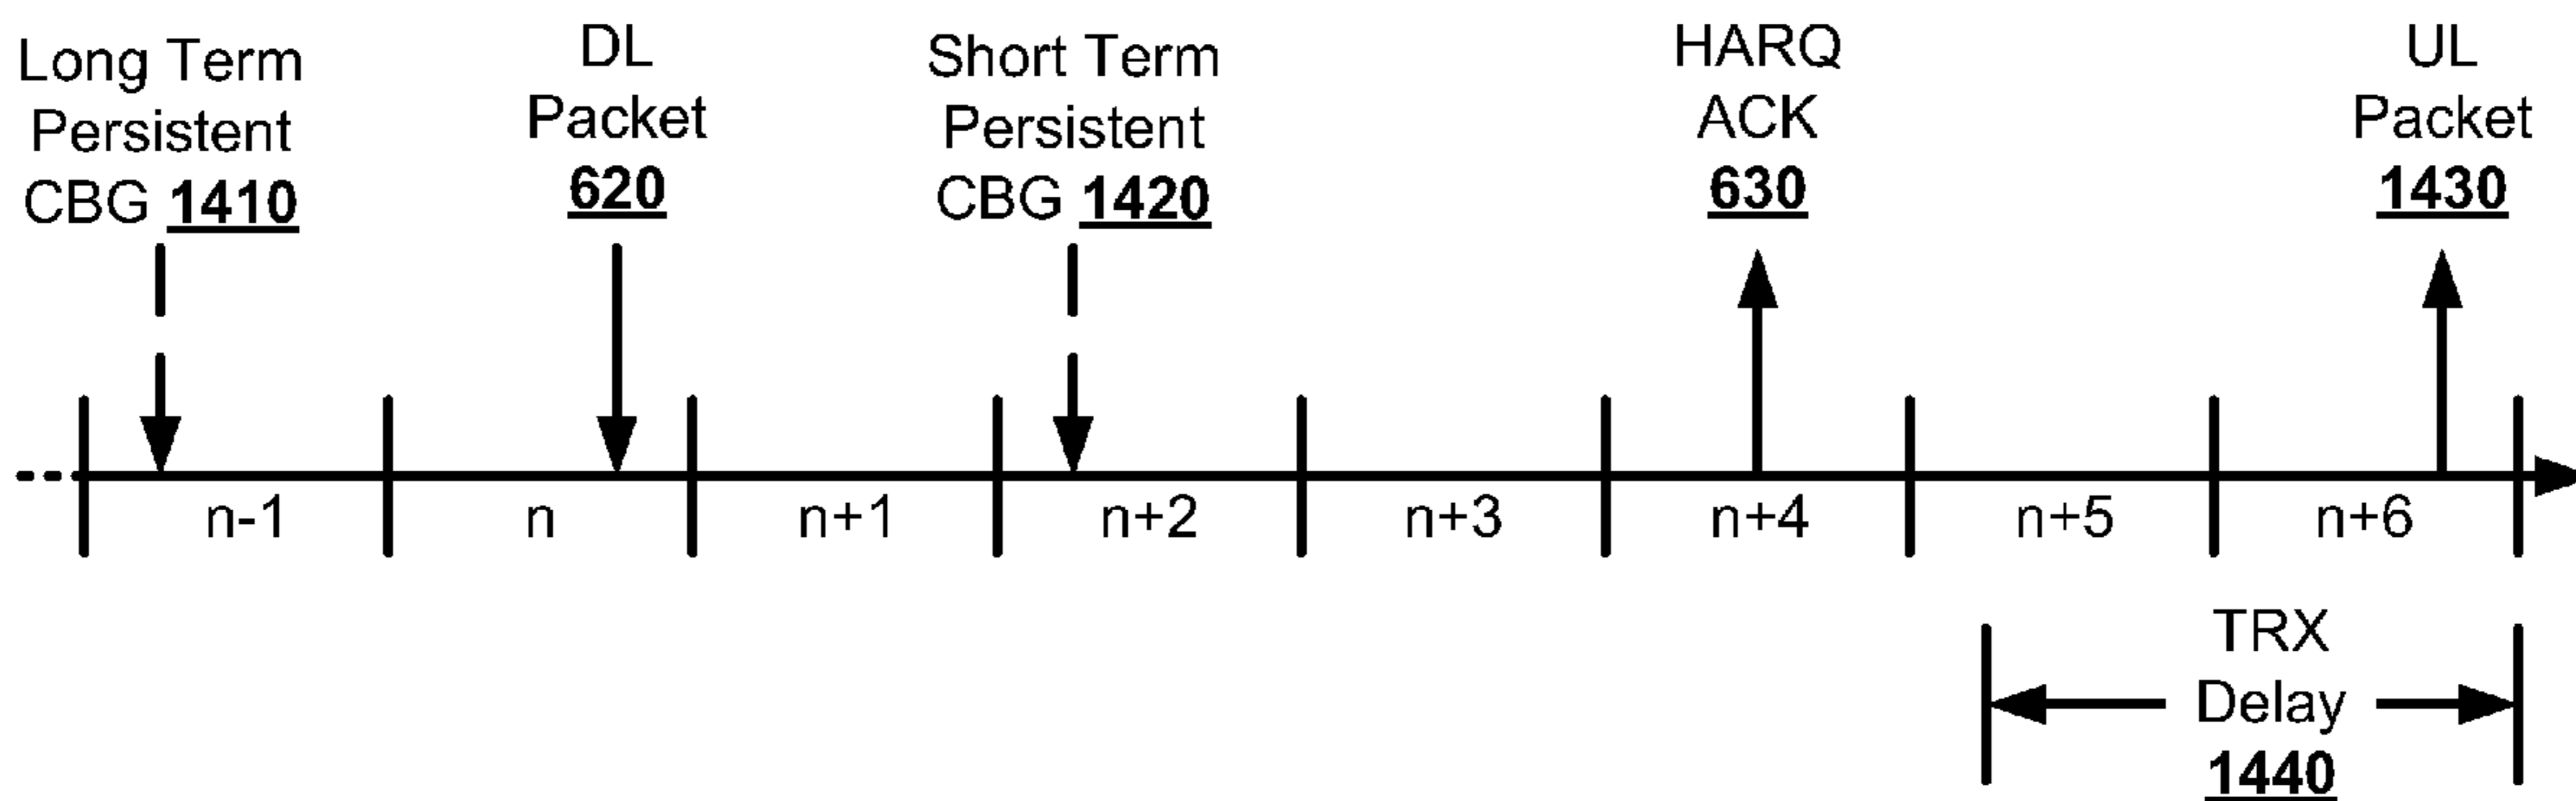 Long Term
Persistent
CBG 1410
DL
Packet
620
Short Term
Persistent
CBG 1420
HARQ
ACK
630
UL
Packet
1430
n-1
n
n+1
n+2
n+3
n+4
n+5
n+6
TRX
Delay
1440